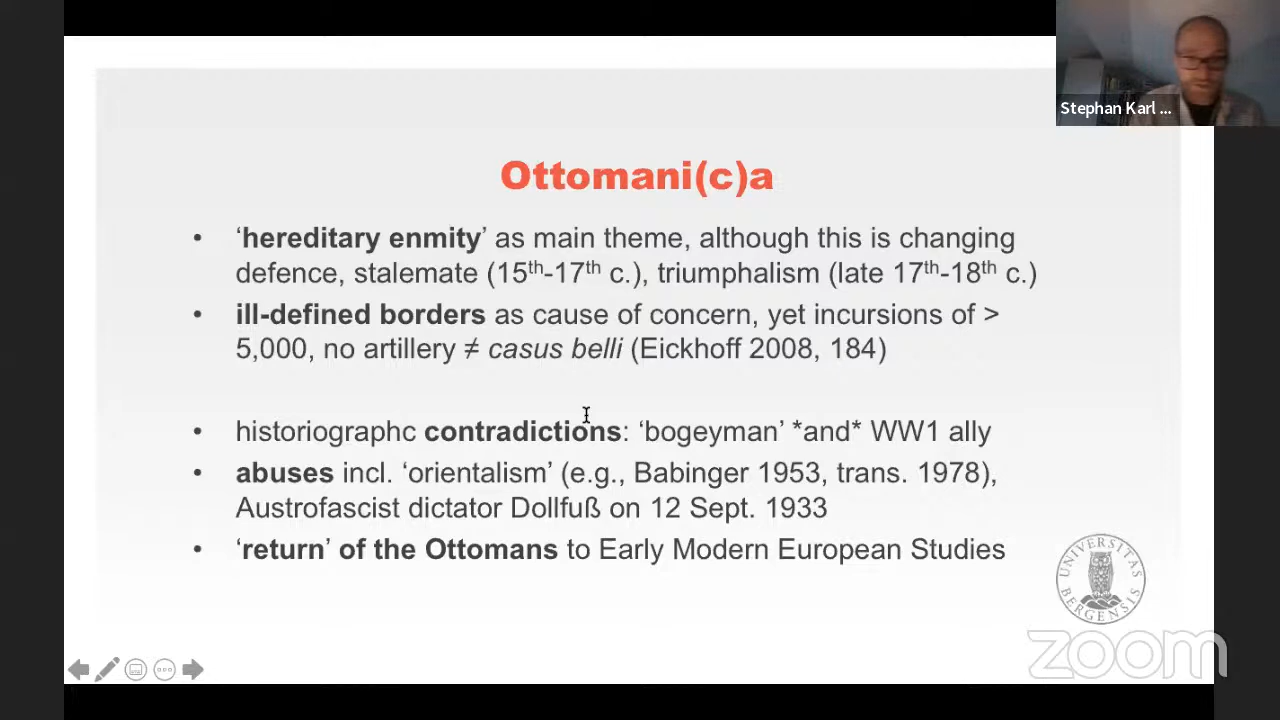 Stephan Karl ...
Ottomani(c)a
• ‘hereditary enmity’ as main theme, although this is changing
defence, stalemate (15th-17th c.), triumphalism (late 17th-18th c.)
• ill-defined borders as cause of concern, yet incursions of >
5,000, no artillery ≠ casus belli (Eickhoff 2008, 184)
• historiographc contradictions: ‘bogeyman’ *and* WW1 ally
• abuses incl. ‘orientalism’ (e.g., Babinger 1953, trans. 1978),
Austrofascist dictator Dollfuß on 12 Sept. 1933
• ‘return’ of the Ottomans to Early Modern European Studies
UNIVERSITAS
BERGENSIS
zoom